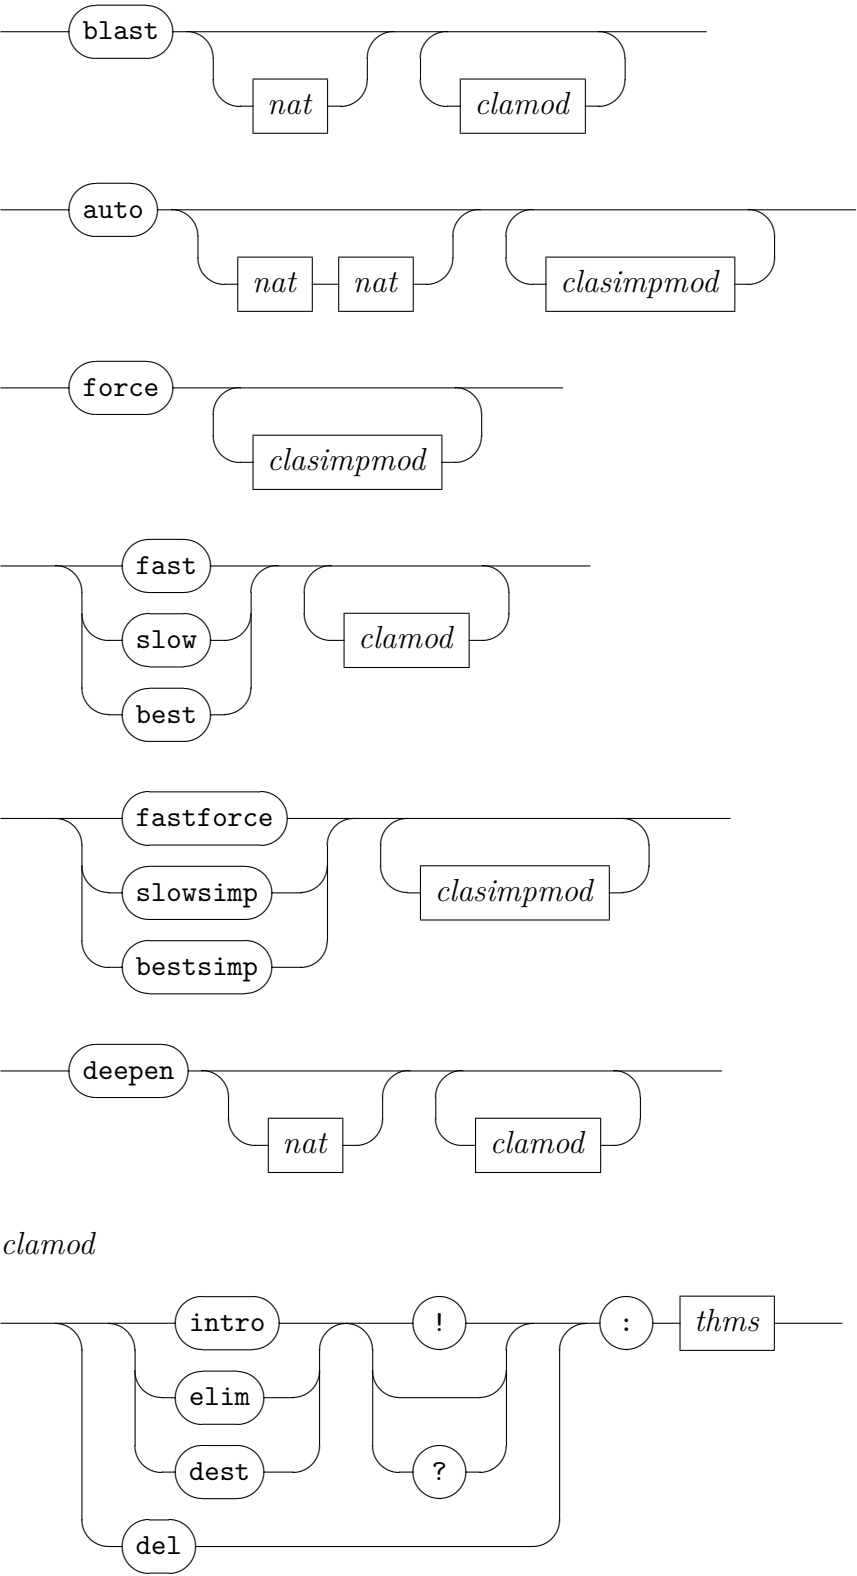 blast
nat clamod
auto
nat nat clasimpmod
force
clasimpmod
fast
slow clamod
best
fastforce
slowsimp clasimpmod
bestsimp
deepen
nat clamod
clamod
intro ! : thms
elim
dest ?
del